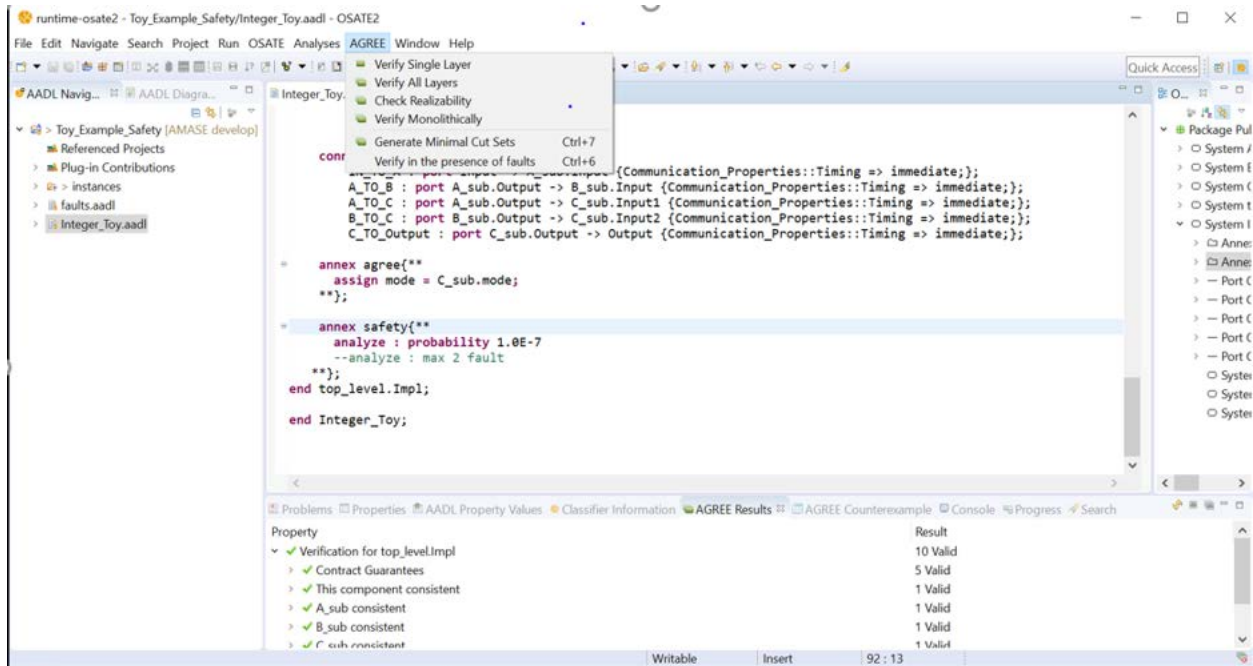 runtime-osate2 - Toy_Example_Safety/Integer_Toy.aadl - OSATE2
File Edit Navigate Search Project Run OSATE Analyses AGREE Window Help
Quick Access
Verify Single Layer
Verify All Layers
Check Realizability
Verify Monolithically
Generate Minimal Cut Sets Ctrl+7
Verify in the presence of faults Ctrl+6
AADL Navig... AADL Diagra...
> Toy_Example_Safety [AMASE develop]
Referenced Projects
Plug-in Contributions
> instances
faults.aadl
Integer_Toy.aadl
Integer_Toy.
conn
{Communication_Properties::Timing => immediate;};
A_TO_B : port A_sub.Output -> B_sub.Input {Communication_Properties::Timing => immediate;};
A_TO_C : port A_sub.Output -> C_sub.Input1 {Communication_Properties::Timing => immediate;};
B_TO_C : port B_sub.Output -> C_sub.Input2 {Communication_Properties::Timing => immediate;};
C_TO_Output : port C_sub.Output -> Output {Communication_Properties::Timing => immediate;};
annex agree{**
assign mode = C_sub.mode;
**};
annex safety{**
analyze : probability 1.0E-7
--analyze : max 2 fault
**};
end top_level.Impl;
end Integer_Toy;
O...
Package Pul
System
System
System
System t
System I
Anne
Anne
Port
Port
Port
Port
Port
Syste
Syste
Syste
Problems Properties AADL Property Values Classifier Information AGREE Results AGREE Counterexample Console Progress Search
Property Result
Verification for top_level.Impl 10 Valid
Contract Guarantees 5 Valid
This component consistent 1 Valid
A_sub consistent 1 Valid
B_sub consistent 1 Valid
C_sub consistent 1 Valid
Writable Insert 92 : 13